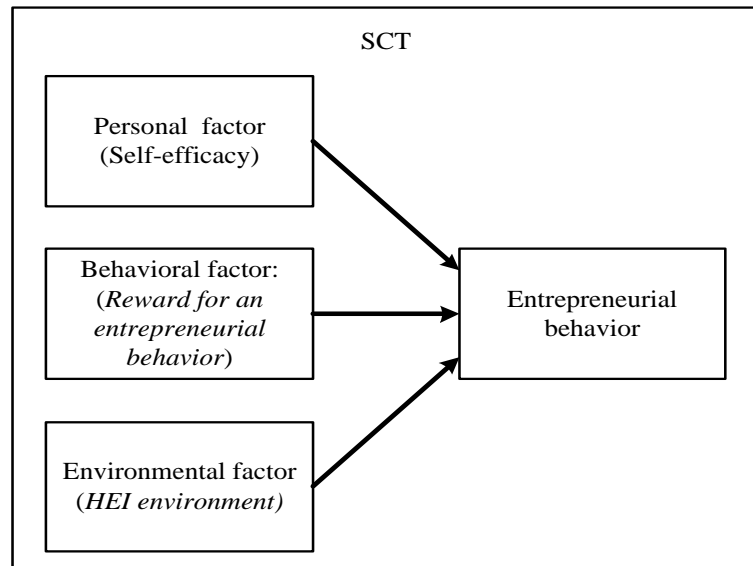 SCT
Personal factor
(Self-efficacy)
Behavioral factor:
(Reward for an
entrepreneurial
behavior)
Entrepreneurial
behavior
Environmental factor
(HEI environment)